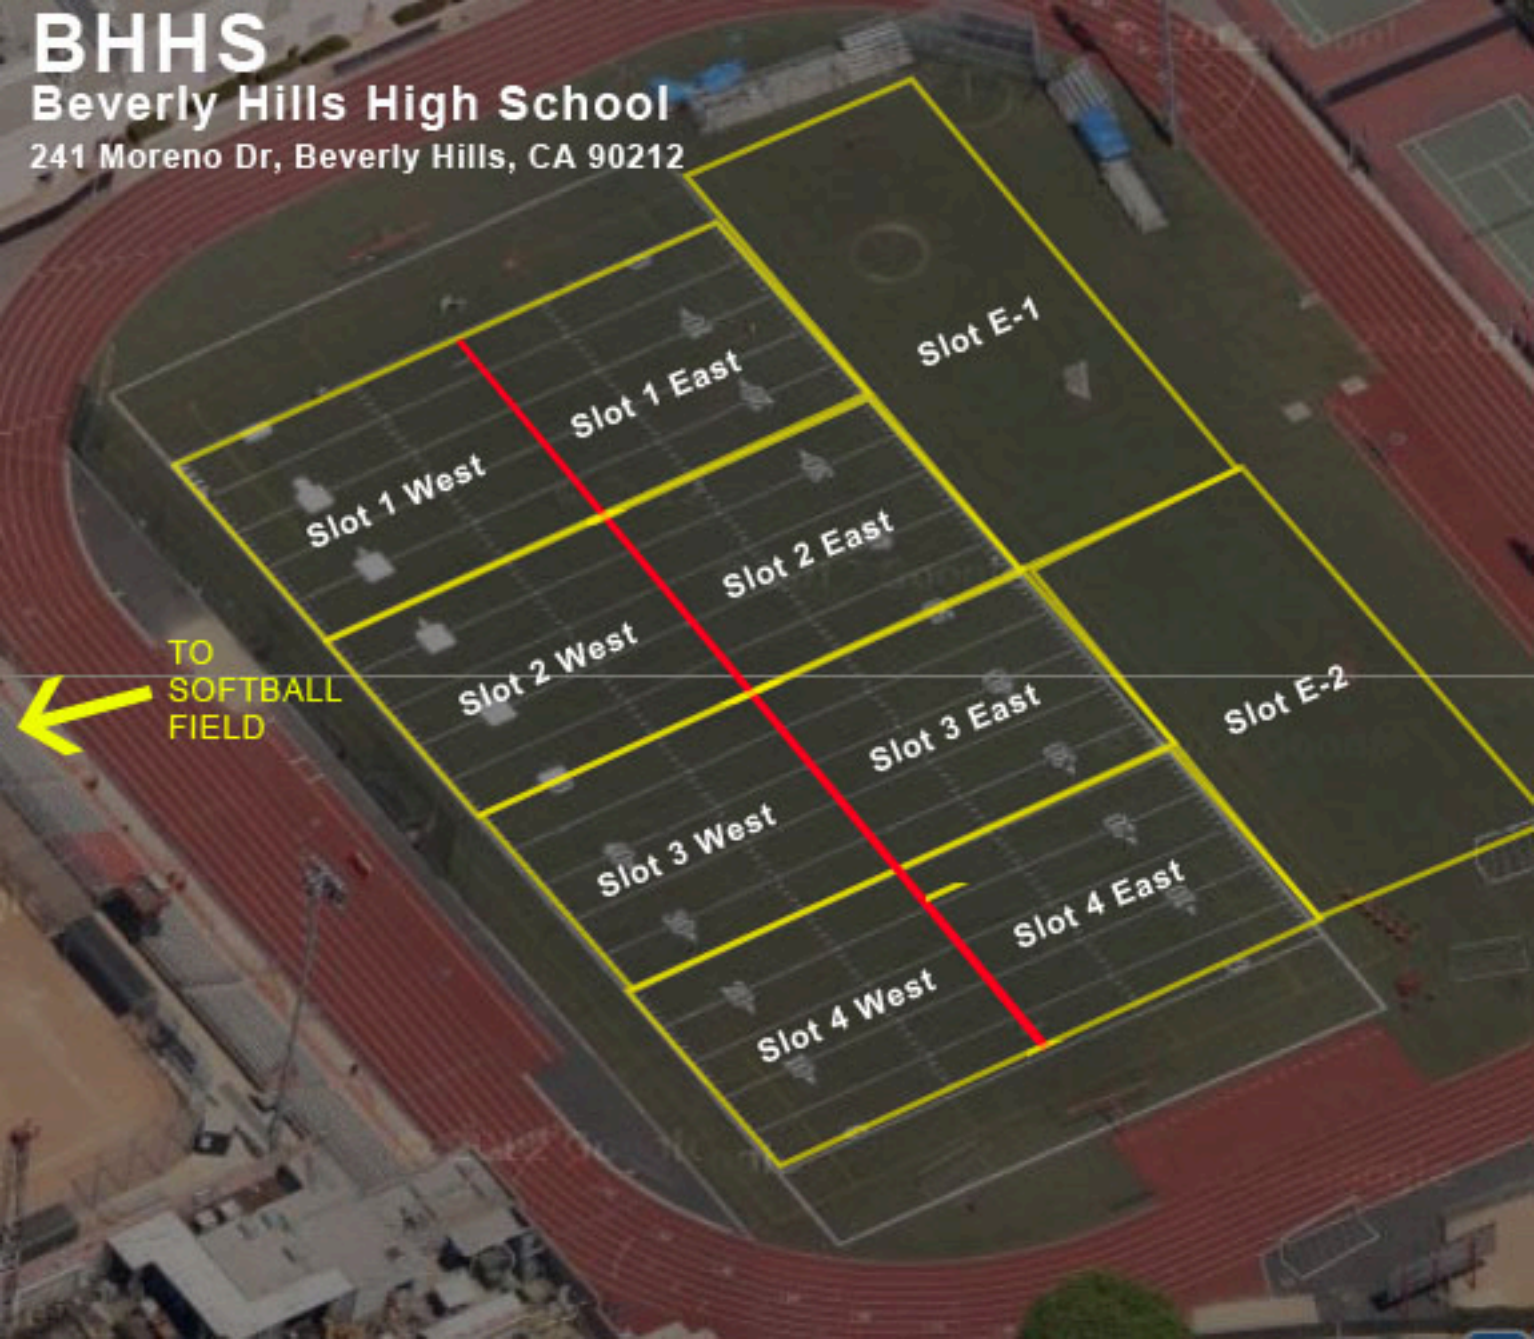 BHHS
Beverly Hills High School
241 Moreno Dr, Beverly Hills, CA 90212
Slot E-1
Slot 1 East
Slot 1 West
Slot 2 East
Slot 2 West
TO
SOFTBALL
FIELD
Slot E-2
Slot 3 East
Slot 3 West
Slot 4 East
Slot 4 West